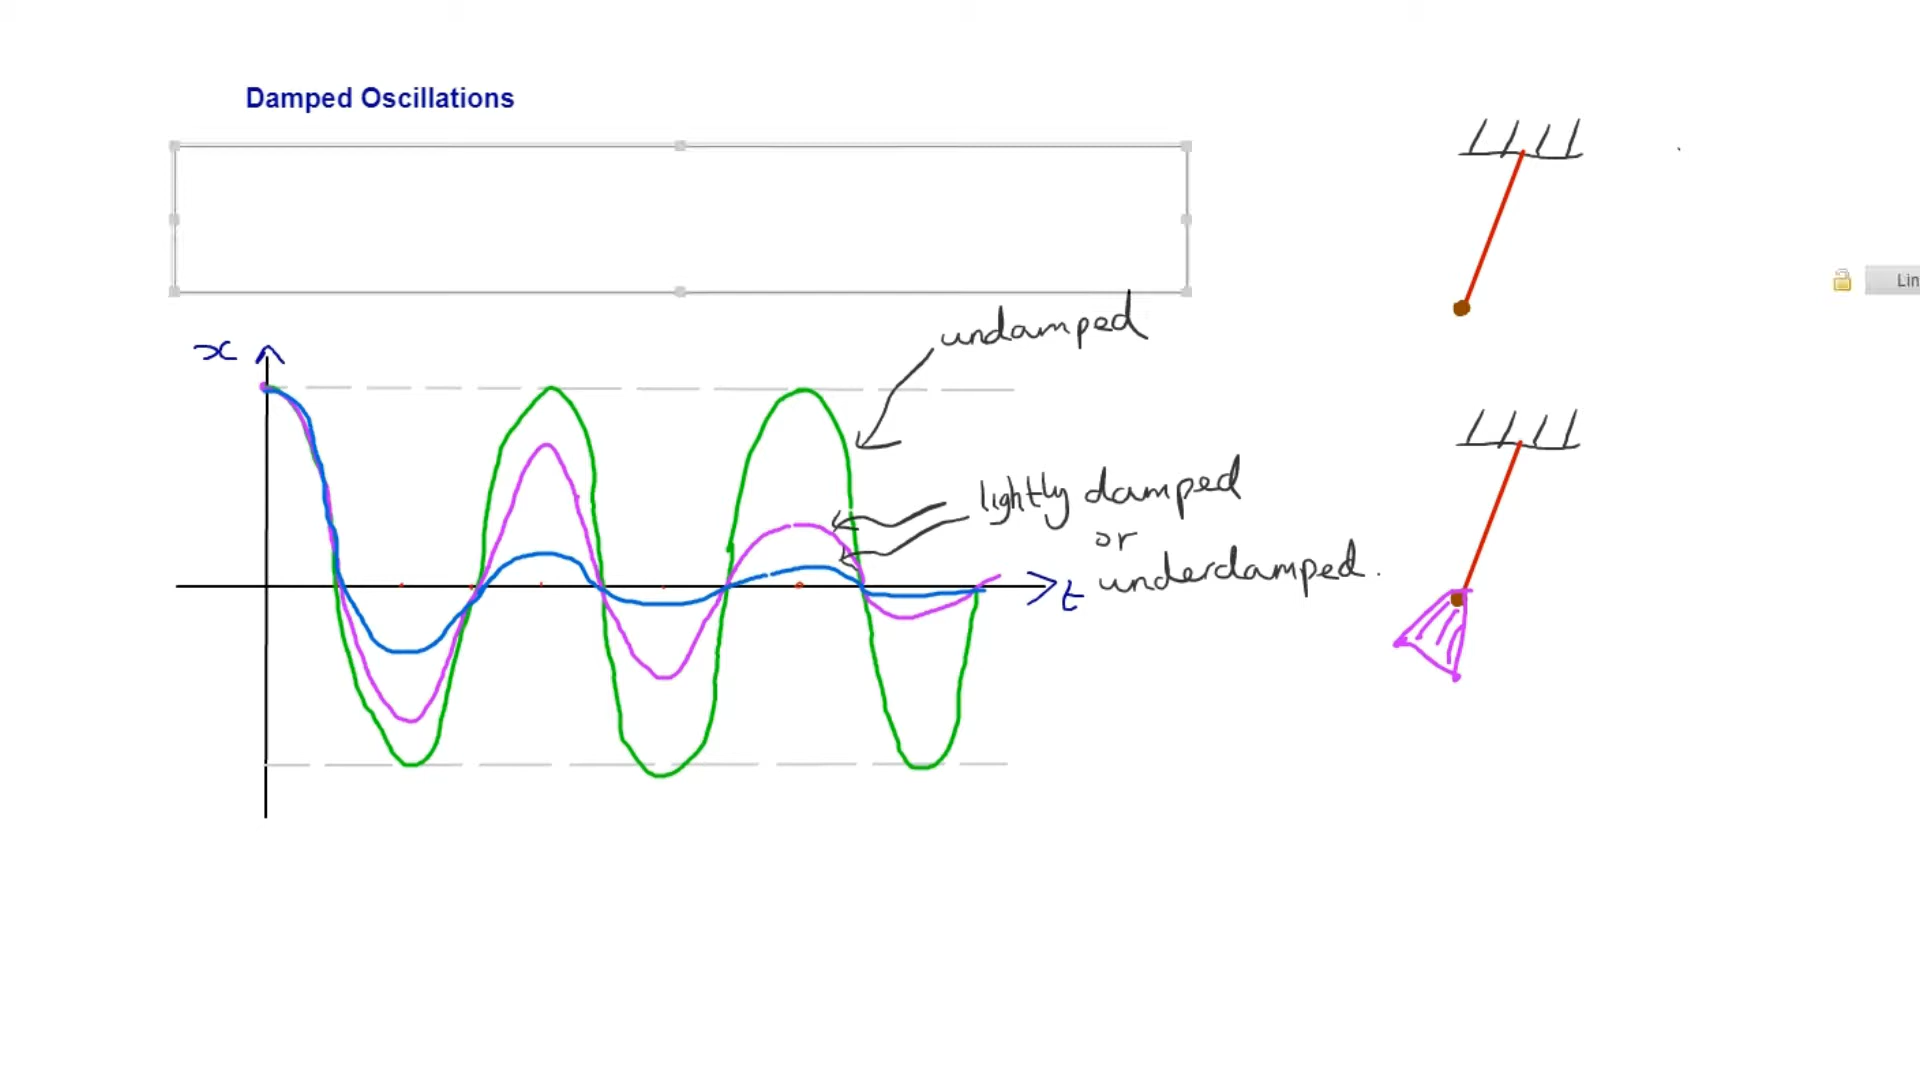 Damped Oscillations
undamped
x
lightly damped
or
underdamped.
t
Lin